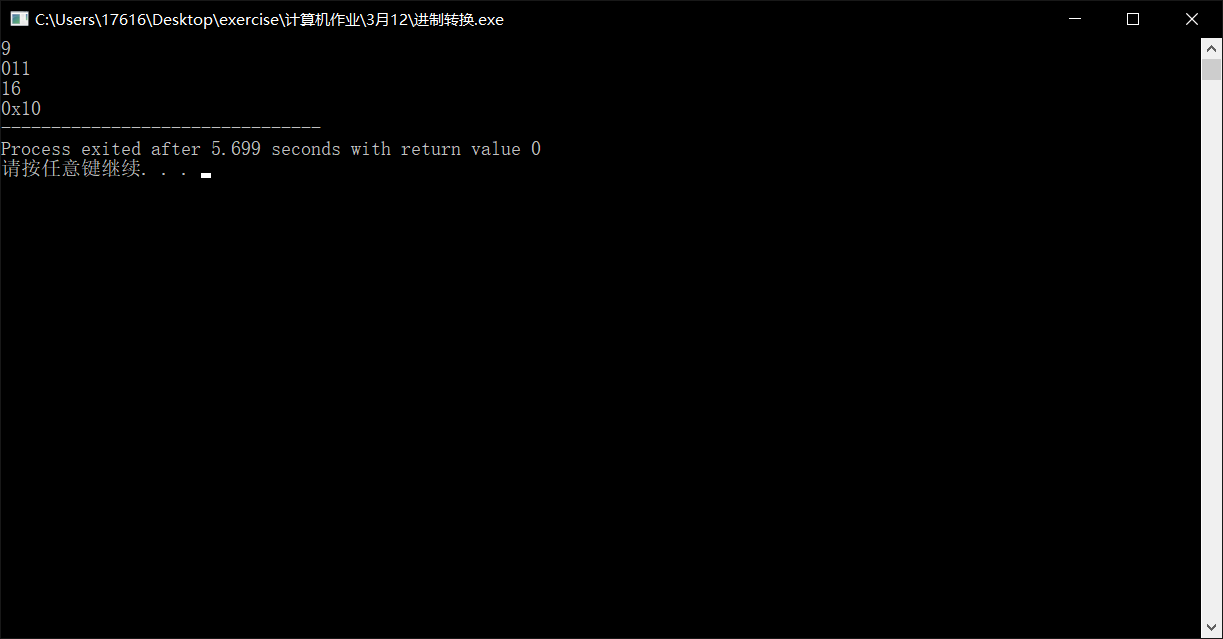 C:\Users\17616\Desktop\exercise\计算机作业\3月12\进制转换.exe
9
011
16
0x10
--------------------------------
Process exited after 5.699 seconds with return value 0
请按任意键继续. . .